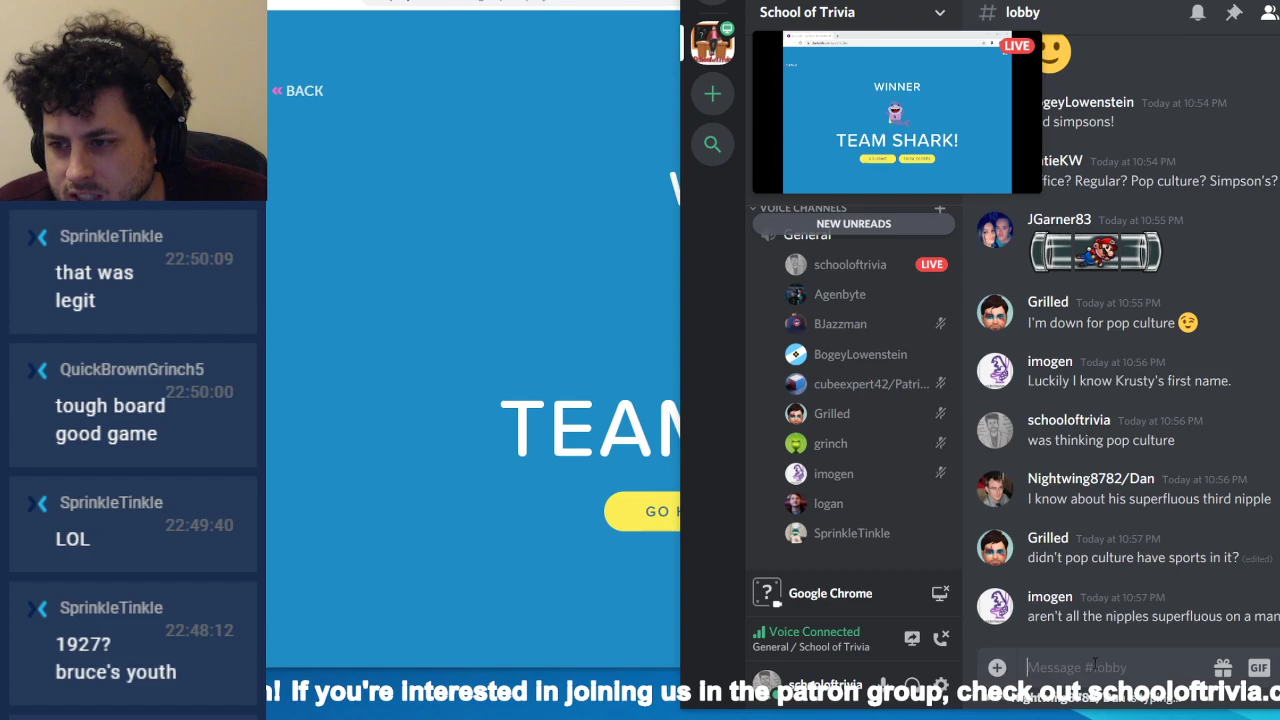 SprinkleTinkle
22:50:09
that was
legit
QuickBrownGrinch5
22:50:00
tough board
good game
SprinkleTinkle
22:49:40
LOL
SprinkleTinkle
22:48:12
1927?
bruce's youth
« BACK
TEAM
GO
School of Trivia
LIVE
WINNER
TEAM SHARK!
VOICE CHANNELS
NEW UNREADS
General
schooloftrivia LIVE
Agenbyte
BJazzman
BogeyLowenstein
cubeexpert42/Patri...
Grilled
grinch
imogen
logan
SprinkleTinkle
Google Chrome
Voice Connected
General / School of Trivia
schooloftrivia
# lobby
ogeyLowenstein Today at 10:54 PM
d simpsons!
atieKW Today at 10:54 PM
ffice? Regular? Pop culture? Simpson's?
JGarner83 Today at 10:55 PM
Grilled Today at 10:55 PM
I'm down for pop culture
imogen Today at 10:56 PM
Luckily I know Krusty's first name.
schooloftrivia Today at 10:56 PM
was thinking pop culture
Nightwing8782/Dan Today at 10:56 PM
I know about his superfluous third nipple
Grilled Today at 10:57 PM
didn't pop culture have sports in it? (edited)
imogen Today at 10:57 PM
aren't all the nipples superfluous on a man
Message #lobby
GIF
! If you're interested in joining us in the patron group, check out schooloftrivia.c